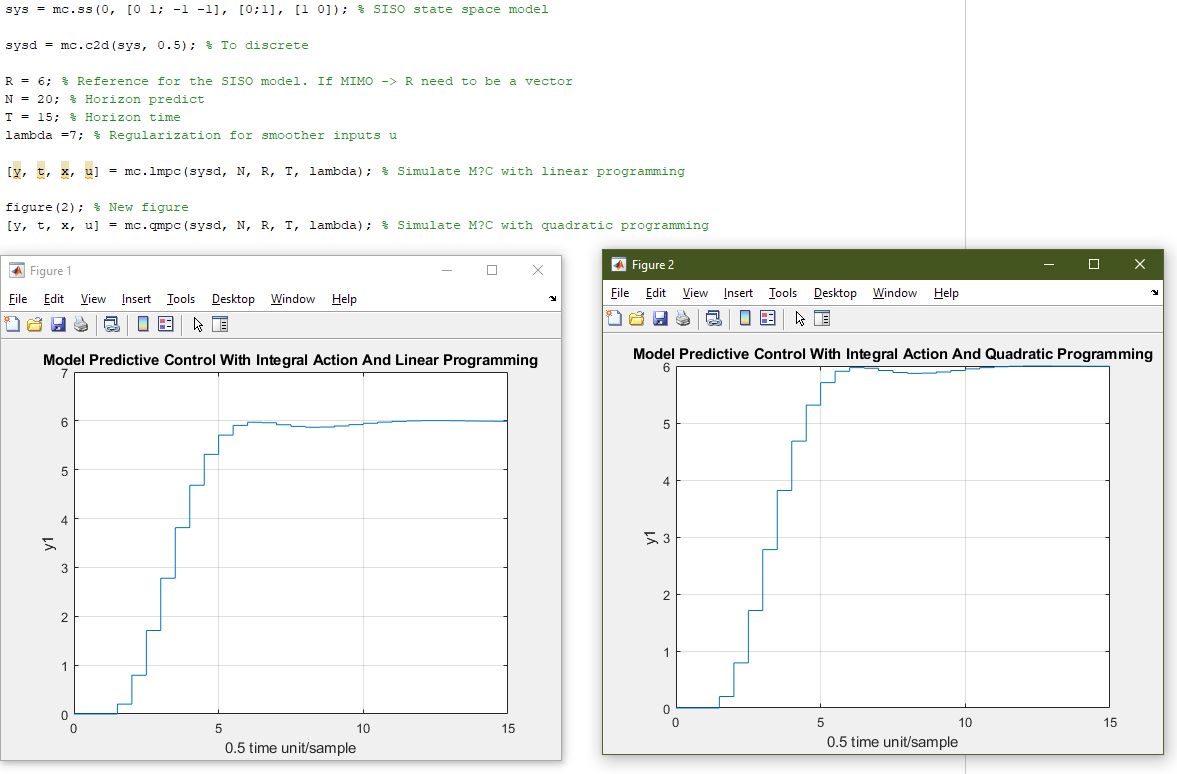 sys = mc.ss(0, [0 1; -1 -1], [0;1], [1 0]); % SISO state space model
sysd = mc.c2d(sys, 0.5); % To discrete
R = 6; % Reference for the SISO model. If MIMO -> R need to be a vector
N = 20; % Horizon predict
T = 15; % Horizon time
lambda =7; % Regularization for smoother inputs u
[y, t, x, u] = mc.lmpc(sysd, N, R, T, lambda); % Simulate M?C with linear programming
figure(2); % New figure
[y, t, x, u] = mc.qmpc(sysd, N, R, T, lambda); % Simulate M?C with quadratic programming
Figure 1
File Edit View Insert Tools Desktop Window Help
Model Predictive Control With Integral Action And Linear Programming
7
6
5
4
3
2
1
0
y1
0 5 10 15
0.5 time unit/sample
Figure 2
File Edit View Insert Tools Desktop Window Help
Model Predictive Control With Integral Action And Quadratic Programming
6
5
4
3
2
1
0
y1
0 5 10 15
0.5 time unit/sample